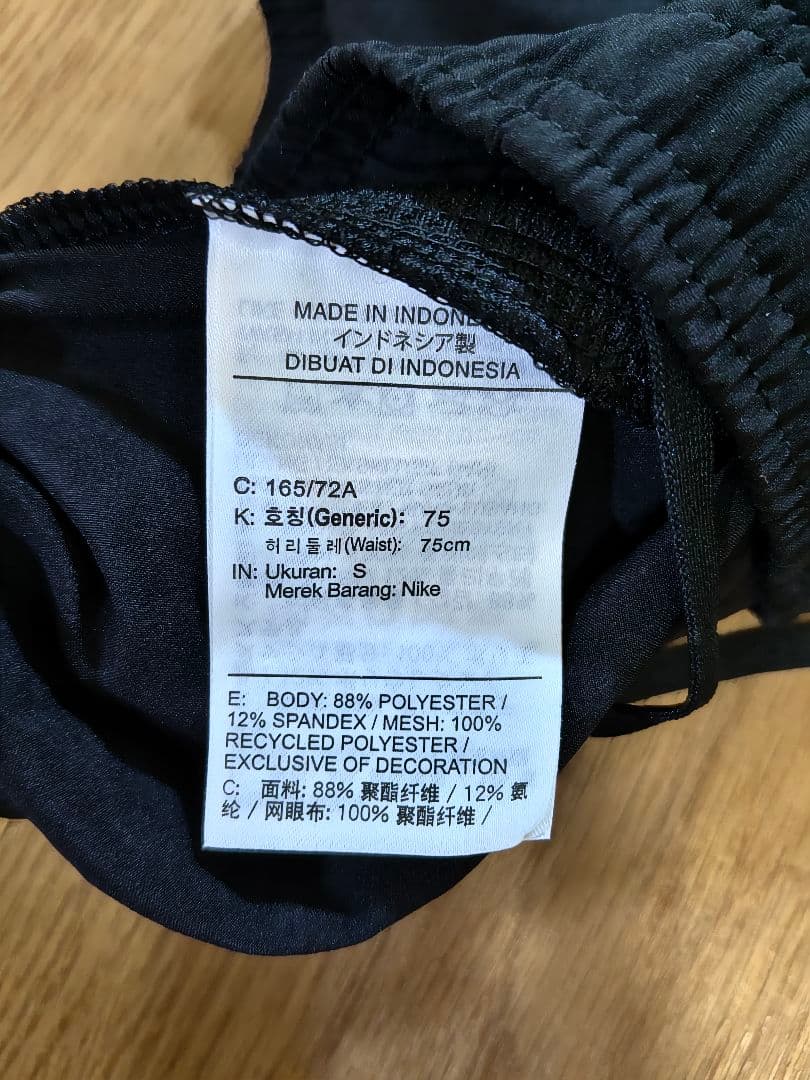 MADE IN INDON
インドネシア製
DIBUAT DI INDONESIA
C: 165/72A
K: 호칭(Generic): 75
허리둘레(Waist): 75cm
IN: Ukuran: S
Merek Barang: Nike
E: BODY: 88% POLYESTER /
12% SPANDEX / MESH: 100%
RECYCLED POLYESTER /
EXCLUSIVE OF DECORATION
C: 面料: 88% 聚酯纤维 / 12% 氨
纶 / 网眼布: 100% 聚酯纤维 /